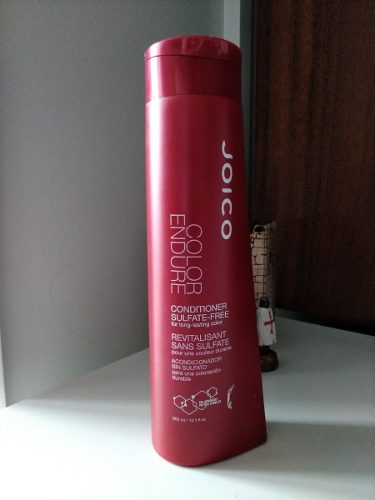 JOICO
COLOR
ENDURE
CONDITIONER
SULFATE-FREE
for long-lasting color
REVITALISANT
SANS SULFATE
pour une couleur durable
ACONDICIONADOR
SIN SULFATO
para una coloración
durable